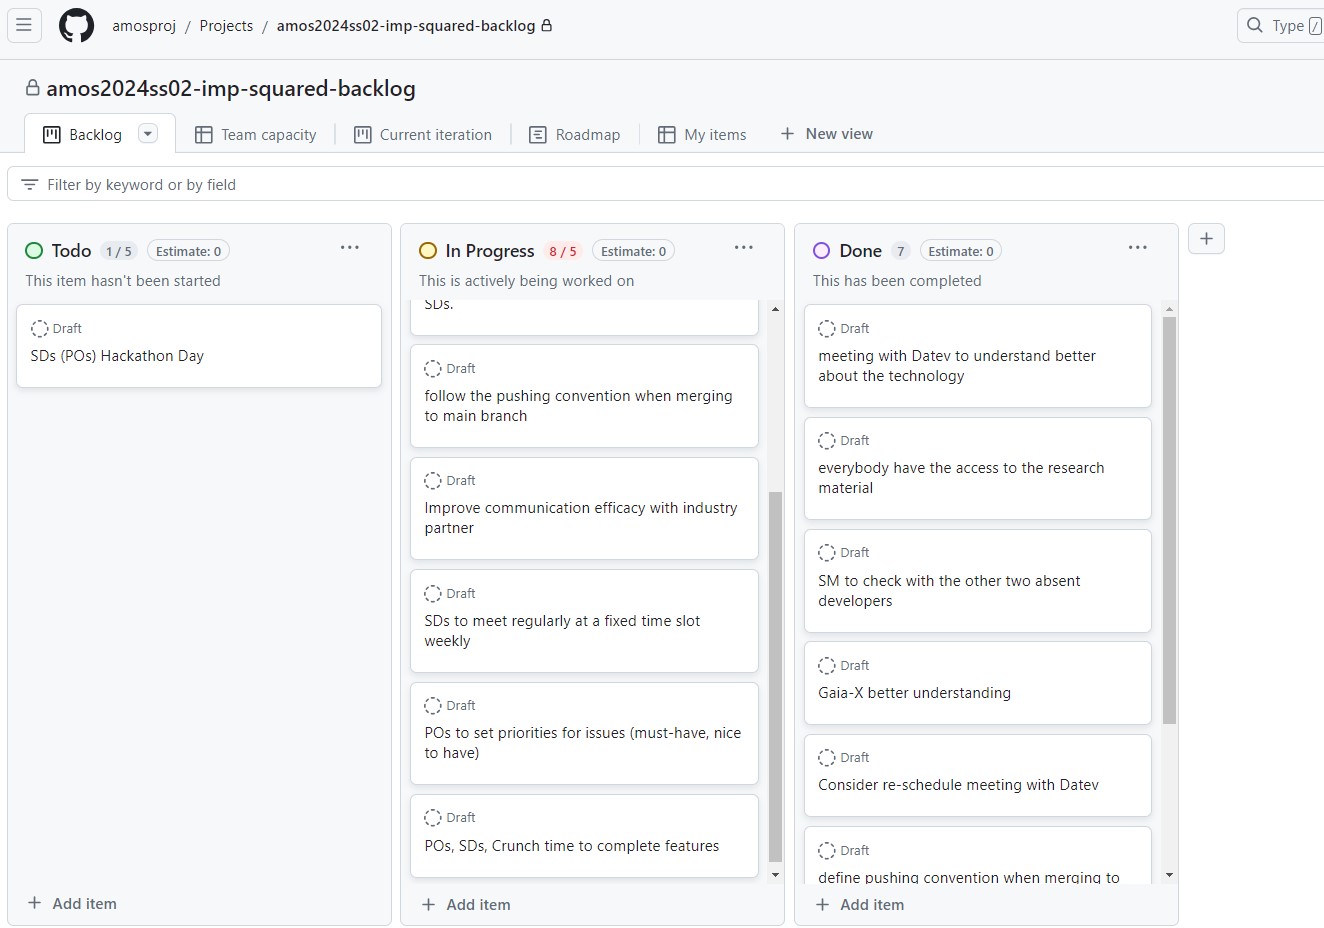 amosproj / Projects / amos2024ss02-imp-squared-backlog
Type /
amos2024ss02-imp-squared-backlog
Backlog
Team capacity
Current iteration
Roadmap
My items
+ New view
Filter by keyword or by field
Todo 1 / 5 Estimate: 0
This item hasn't been started
Draft
SDs (POs) Hackathon Day
+ Add item
In Progress 8 / 5 Estimate: 0
This is actively being worked on
SDs.
Draft
follow the pushing convention when merging
to main branch
Draft
Improve communication efficacy with industry
partner
Draft
SDs to meet regularly at a fixed time slot
weekly
Draft
POs to set priorities for issues (must-have, nice
to have)
Draft
POs, SDs, Crunch time to complete features
+ Add item
Done 7 Estimate: 0
This has been completed
Draft
meeting with Datev to understand better
about the technology
Draft
everybody have the access to the research
material
Draft
SM to check with the other two absent
developers
Draft
Gaia-X better understanding
Draft
Consider re-schedule meeting with Datev
Draft
define pushing convention when merging to
+ Add item